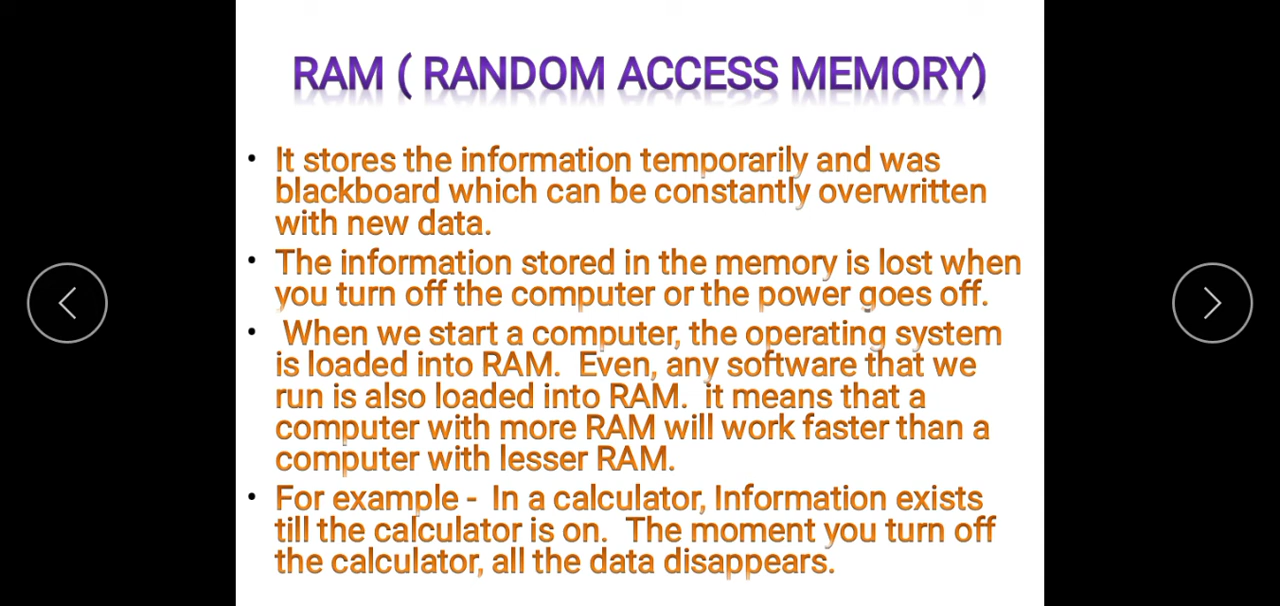 RAM ( RANDOM ACCESS MEMORY)
• It stores the information temporarily and was
blackboard which can be constantly overwritten
with new data.
• The information stored in the memory is lost when
you turn off the computer or the power goes off.
• When we start a computer, the operating system
is loaded into RAM.  Even, any software that we
run is also loaded into RAM.  it means that a
computer with more RAM will work faster than a
computer with lesser RAM.
• For example -  In a calculator, Information exists
till the calculator is on.  The moment you turn off
the calculator, all the data disappears.